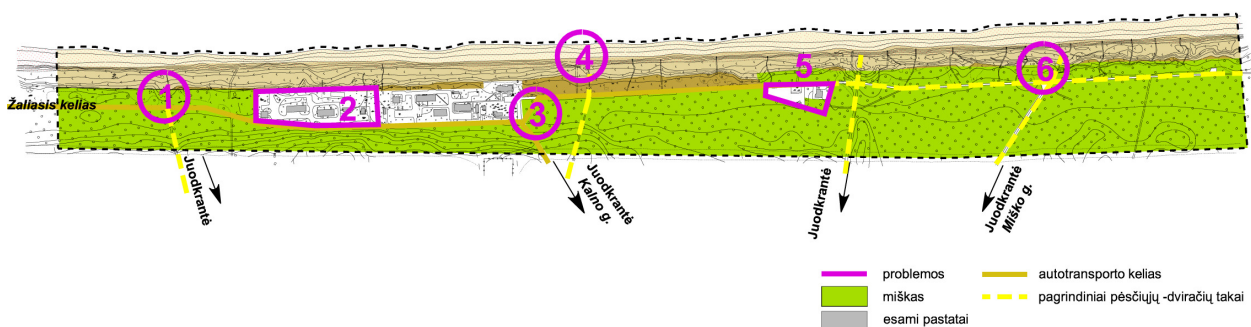 4
5
6
1
2
3
Žaliasis kelias
Juodkrantė
Juodkrantė
Kalno g.
Juodkrantė
Juodkrantė
Miško g.
problemos
autotransporto kelias
miškas
pagrindiniai pėsčiųjų -dviračių takai
esami pastatai